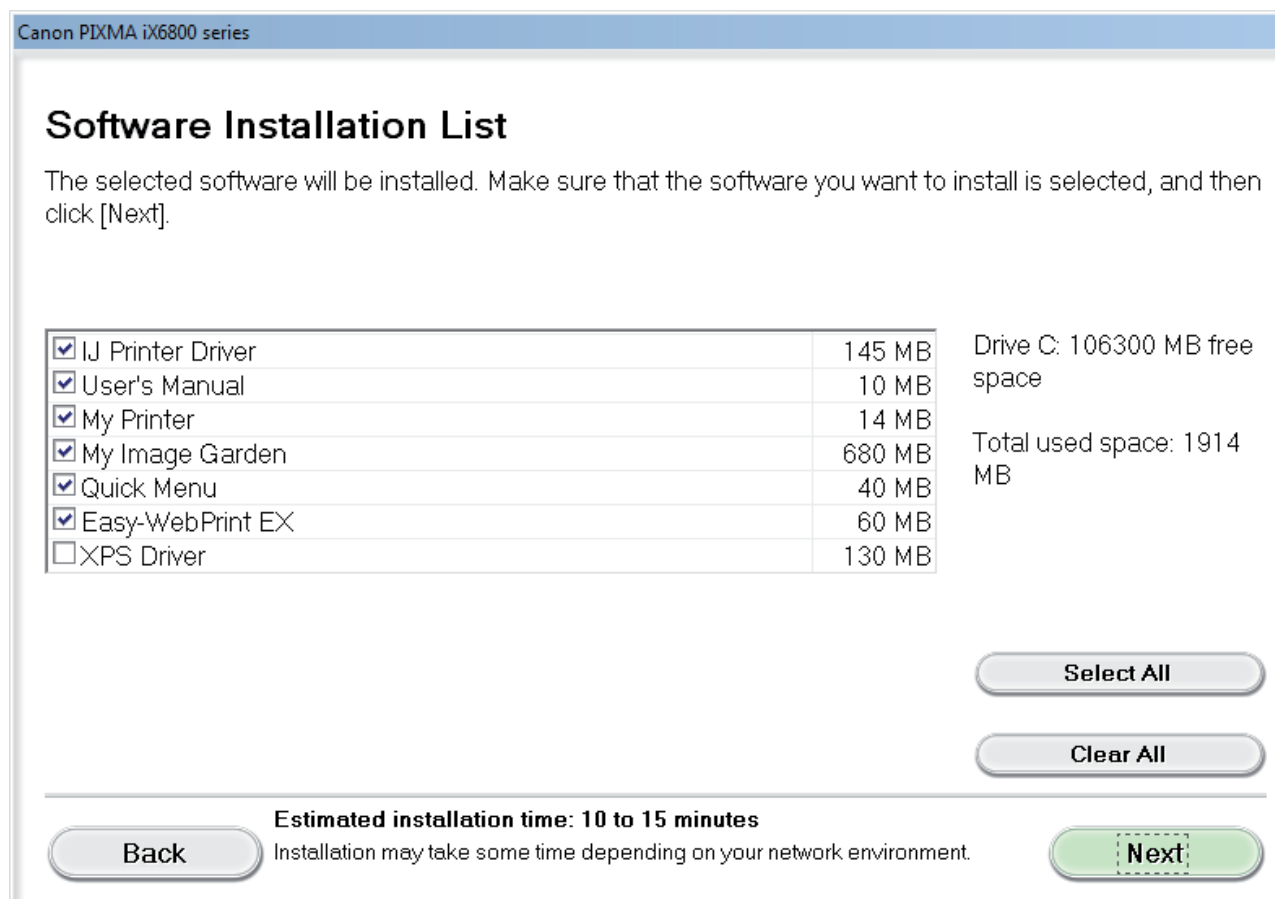 Canon PIXMA iX6800 series
Software Installation List
The selected software will be installed. Make sure that the software you want to install is selected, and then
click [Next].
IJ Printer Driver 145 MB
User's Manual 10 MB
My Printer 14 MB
My Image Garden 680 MB
Quick Menu 40 MB
Easy-WebPrint EX 60 MB
XPS Driver 130 MB
Drive C: 106300 MB free
space
Total used space: 1914
MB
Select All
Clear All
Estimated installation time: 10 to 15 minutes
Installation may take some time depending on your network environment.
Back
Next